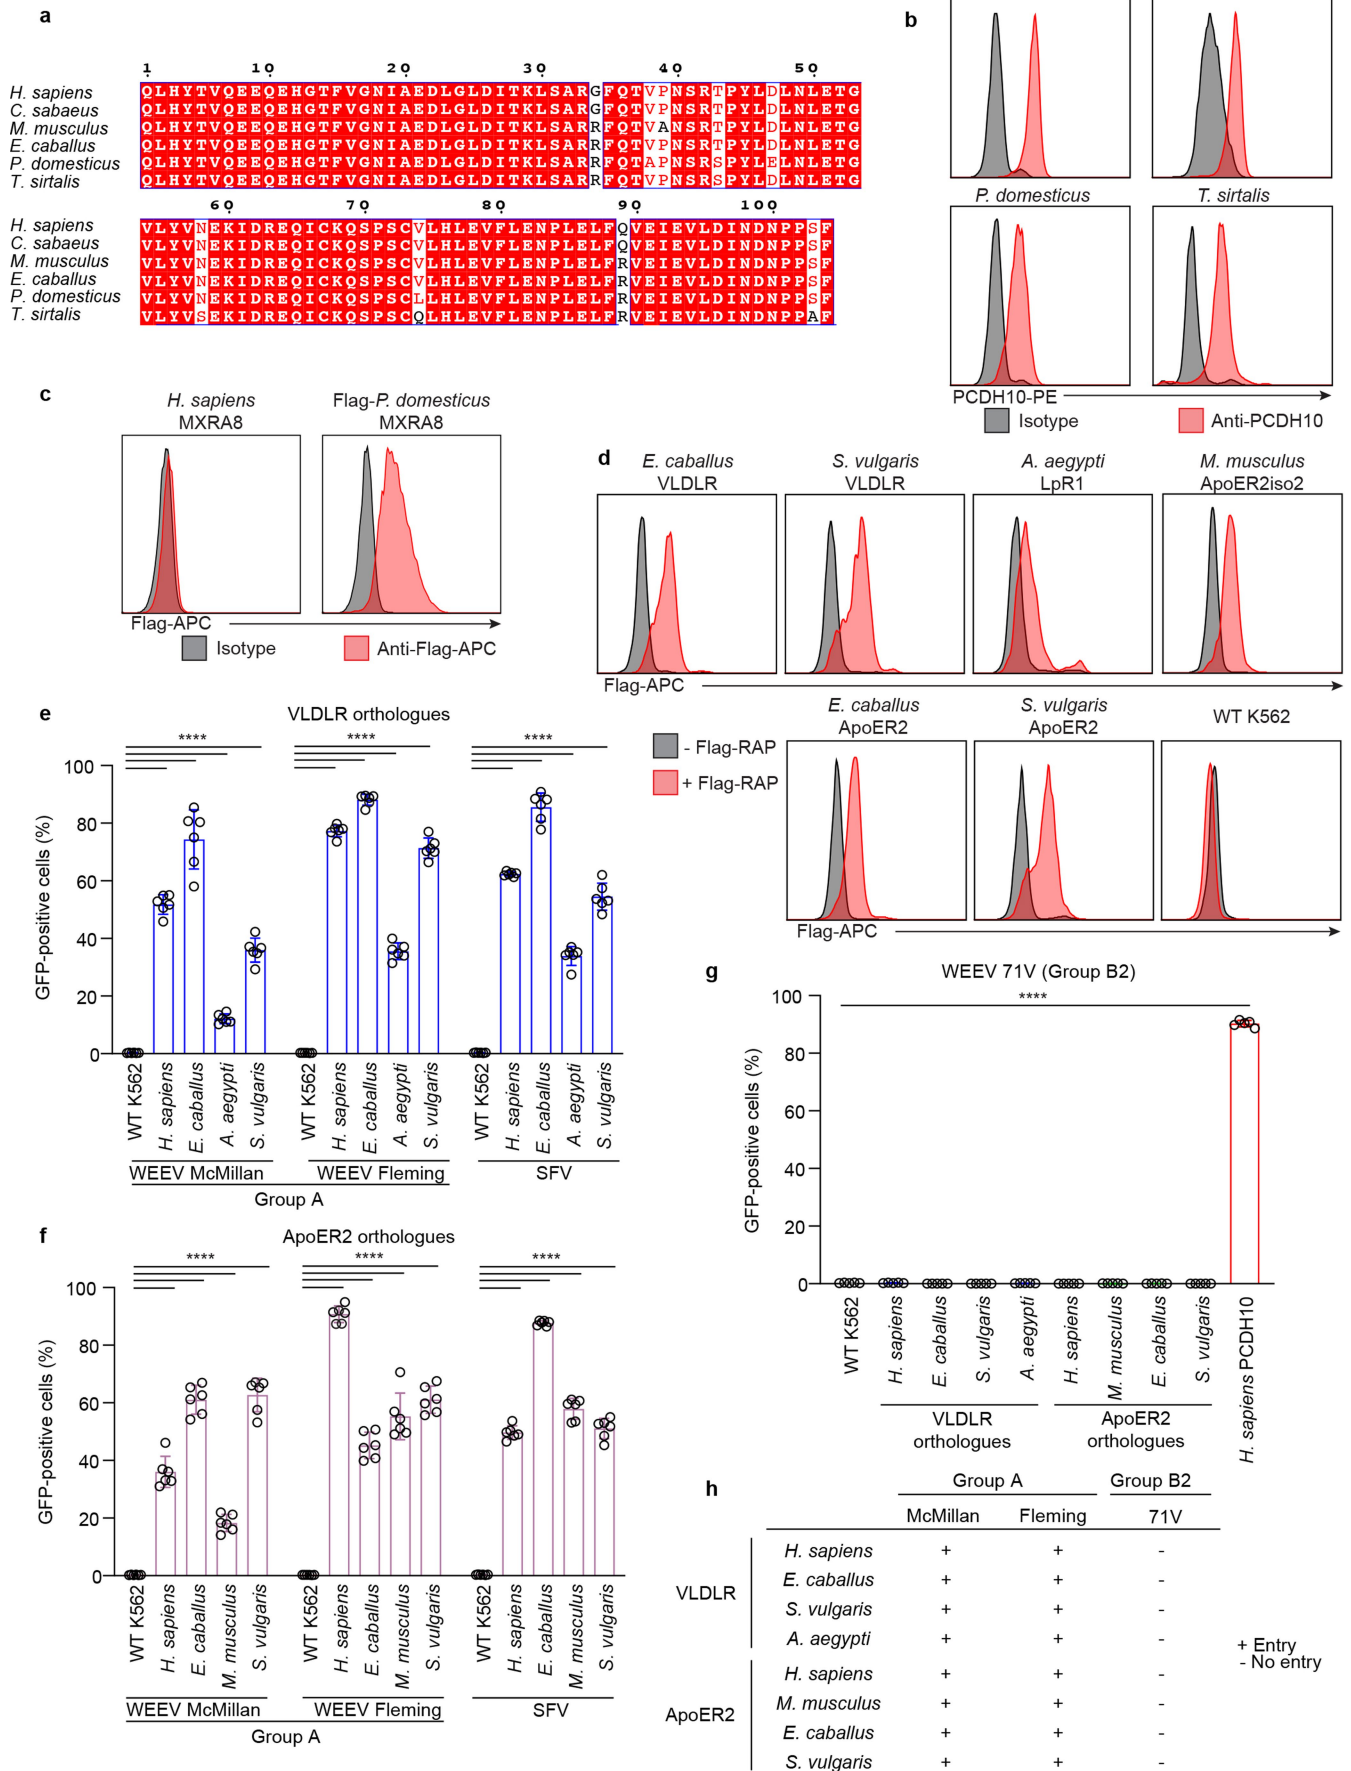 a
1 10 20 30 40 50
H. sapiens QLHYTVQEEQEHGTFVGNIAEDLGLDITKLSARGFQTVPNSRTPYLDLNLETG
C. sabaeus QLHYTVQEEQEHGTFVGNIAEDLGLDITKLSARGFQTVPNSRTPYLDLNLETG
M. musculus QLHYTVQEEQEHGTFVGNIAEDLGLDITKLSARRFQTVANSRTPYLDLNLETG
E. caballus QLHYTVQEEQEHGTFVGNIAEDLGLDITKLSARRFQTVPNSRTPYLDLNLETG
P. domesticus QLHYTVQEEQEHGTFVGNIAEDLGLDITKLSARRFQTAPNSRSPYLELNLETG
T. sirtalis QLHYTVQEEQEHGTFVGNIAEDLGLDITKLSARRFQTVPNSRSPYLDLNLETG
60 70 80 90 100
H. sapiens VLYVNEKIDREQICKQSPSCVLHLEVFLENPLELFQVEIEVLDINDNPPSF
C. sabaeus VLYVNEKIDREQICKQSPSCVLHLEVFLENPLELFQVEIEVLDINDNPPSF
M. musculus VLYVNEKIDREQICKQSPSCVLHLEVFLENPLELFRVEIEVLDINDNPPSF
E. caballus VLYVNEKIDREQICKQSPSCVLHLEVFLENPLELFRVEIEVLDINDNPPSF
P. domesticus VLYVNEKIDREQICKQSPSCLLHLEVFLENPLELFRVEIEVLDINDNPPSF
T. sirtalis VLYVSEKIDREQICKQSPSCQLHLEVFLENPLELFRVEIEVLDINDNPPAF
b
P. domesticus T. sirtalis
PCDH10-PE
Isotype Anti-PCDH10
c
H. sapiens
MXRA8
Flag-P. domesticus
MXRA8
Flag-APC
Isotype Anti-Flag-APC
d
E. caballus
VLDLR
S. vulgaris
VLDLR
A. aegypti
LpR1
M. musculus
ApoER2iso2
Flag-APC
E. caballus
ApoER2
S. vulgaris
ApoER2
WT K562
- Flag-RAP
+ Flag-RAP
Flag-APC
e
VLDLR orthologues
**** **** ****
GFP-positive cells (%)
100
80
60
40
20
0
WT K562
H. sapiens
E. caballus
A. aegypti
S. vulgaris
WT K562
H. sapiens
E. caballus
A. aegypti
S. vulgaris
WT K562
H. sapiens
E. caballus
A. aegypti
S. vulgaris
WEEV McMillan WEEV Fleming SFV
Group A
f
ApoER2 orthologues
**** **** ****
GFP-positive cells (%)
100
80
60
40
20
0
WT K562
H. sapiens
E. caballus
M. musculus
S. vulgaris
WT K562
H. sapiens
E. caballus
M. musculus
S. vulgaris
WT K562
H. sapiens
E. caballus
M. musculus
S. vulgaris
WEEV McMillan WEEV Fleming SFV
Group A
g
WEEV 71V (Group B2)
****
GFP-positive cells (%)
100
80
60
40
20
0
WT K562
H. sapiens
E. caballus
S. vulgaris
A. aegypti
H. sapiens
M. musculus
E. caballus
S. vulgaris
H. sapiens PCDH10
VLDLR
orthologues
ApoER2
orthologues
h
Group A Group B2
McMillan Fleming 71V
VLDLR
H. sapiens + + -
E. caballus + + -
S. vulgaris + + -
A. aegypti + + -
ApoER2
H. sapiens + + -
M. musculus + + -
E. caballus + + -
S. vulgaris + + -
+ Entry
- No entry